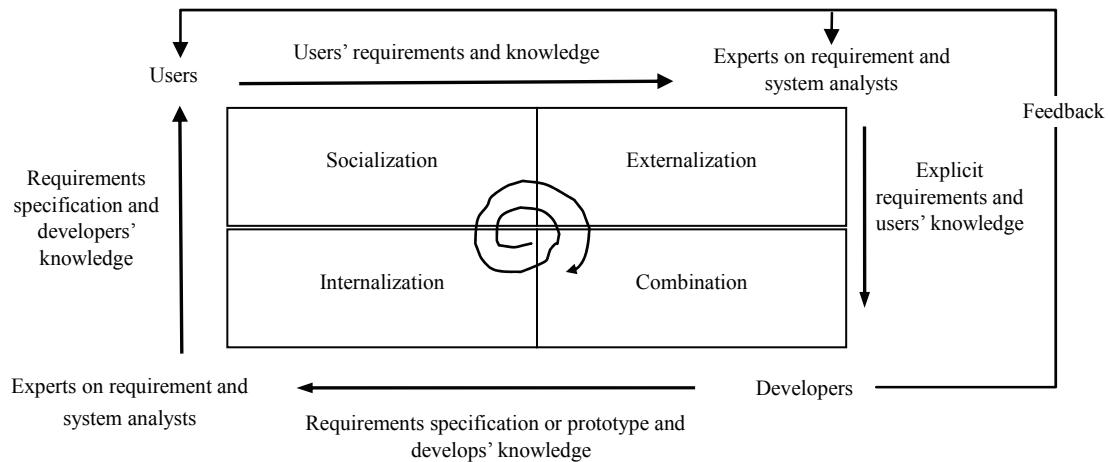 Users
Users’ requirements and knowledge
Experts on requirement and
system analysts
Feedback
Socialization
Externalization
Requirements
specification and
developers’
knowledge
Explicit
requirements and
users’ knowledge
Internalization
Combination
Experts on requirement and
system analysts
Developers
Requirements specification or prototype and
develops’ knowledge